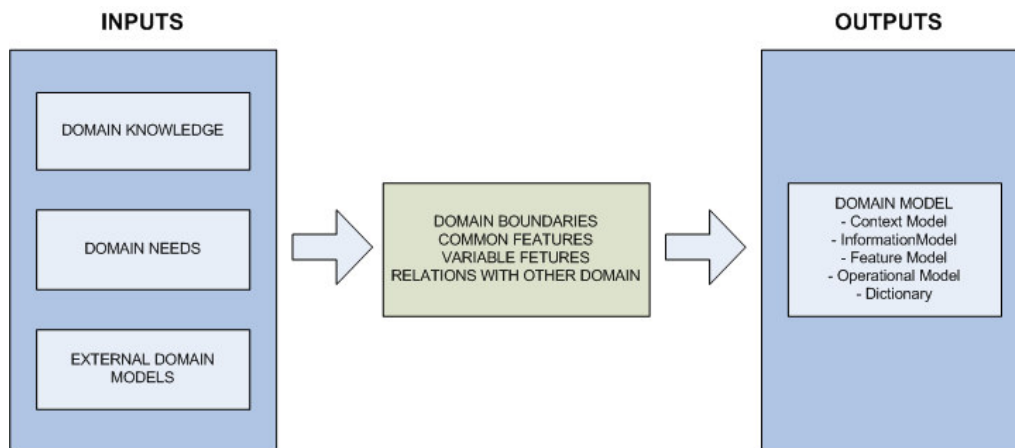 INPUTS
OUTPUTS
DOMAIN KNOWLEDGE
DOMAIN NEEDS
EXTERNAL DOMAIN
MODELS
DOMAIN BOUNDARIES
COMMON FEATURES
VARIABLE FETURES
RELATIONS WITH OTHER DOMAIN
DOMAIN MODEL
- Context Model
- InformationModel
- Feature Model
- Operational Model
- Dictionary